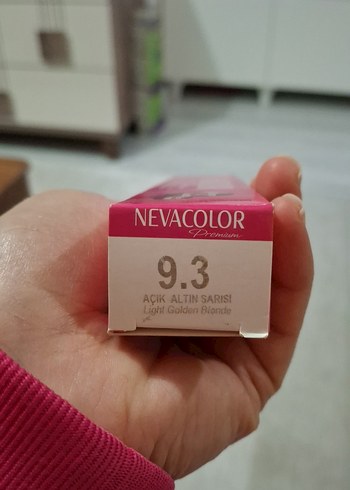 NEVACOLOR
Premium
9.3
AÇIK ALTIN SARISI
Light Golden Blonde